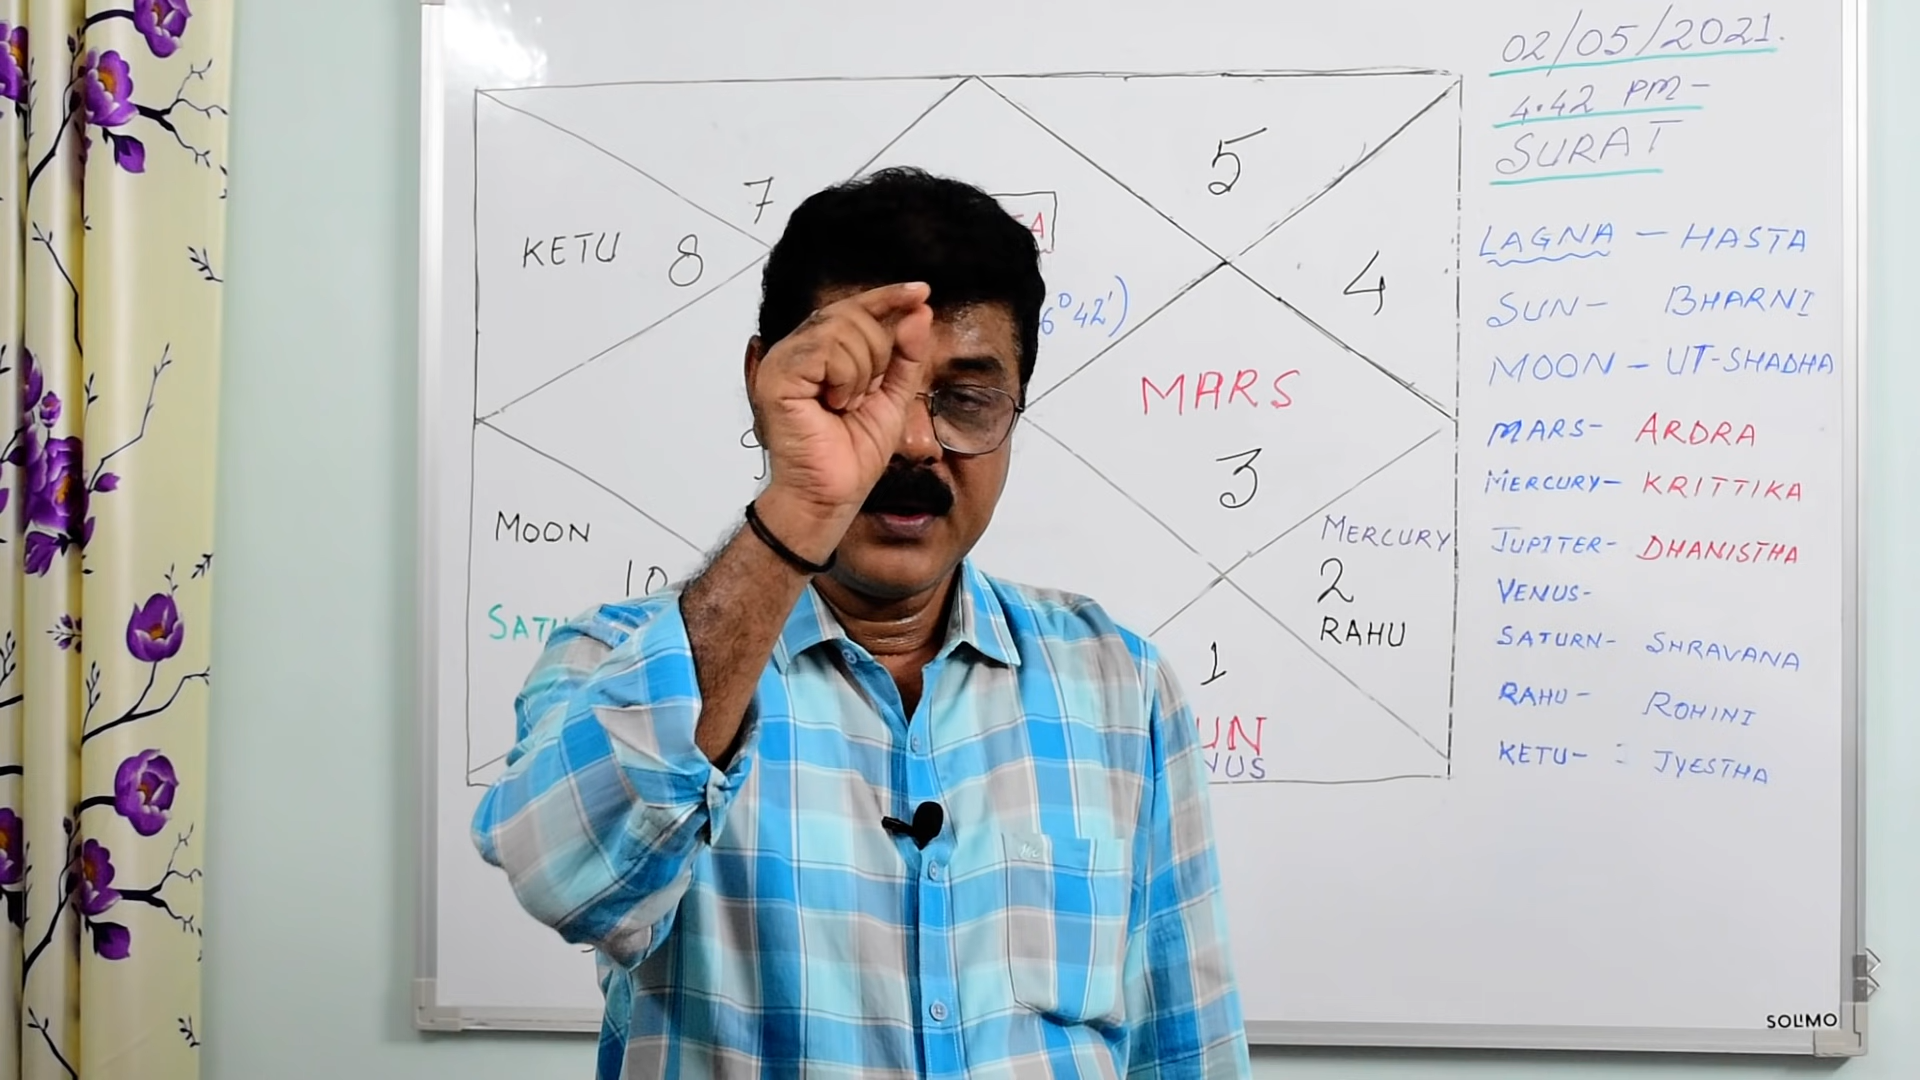 02/05/2021.
4.42 PM-
SURAT
LAGNA - HASTA
SUN- BHARNI
MOON - UT-SHADHA
MARS- ARDRA
MERCURY- KRITTIKA
JUPITER- DHANISTHA
VENUS-
SATURN- SHRAVANA
RAHU- ROHINI
KETU- JYESTHA
5
7
KETU 8
4
6° 42')
MARS
3
MOON
10
MERCURY
2
RAHU
1
SOLIMO